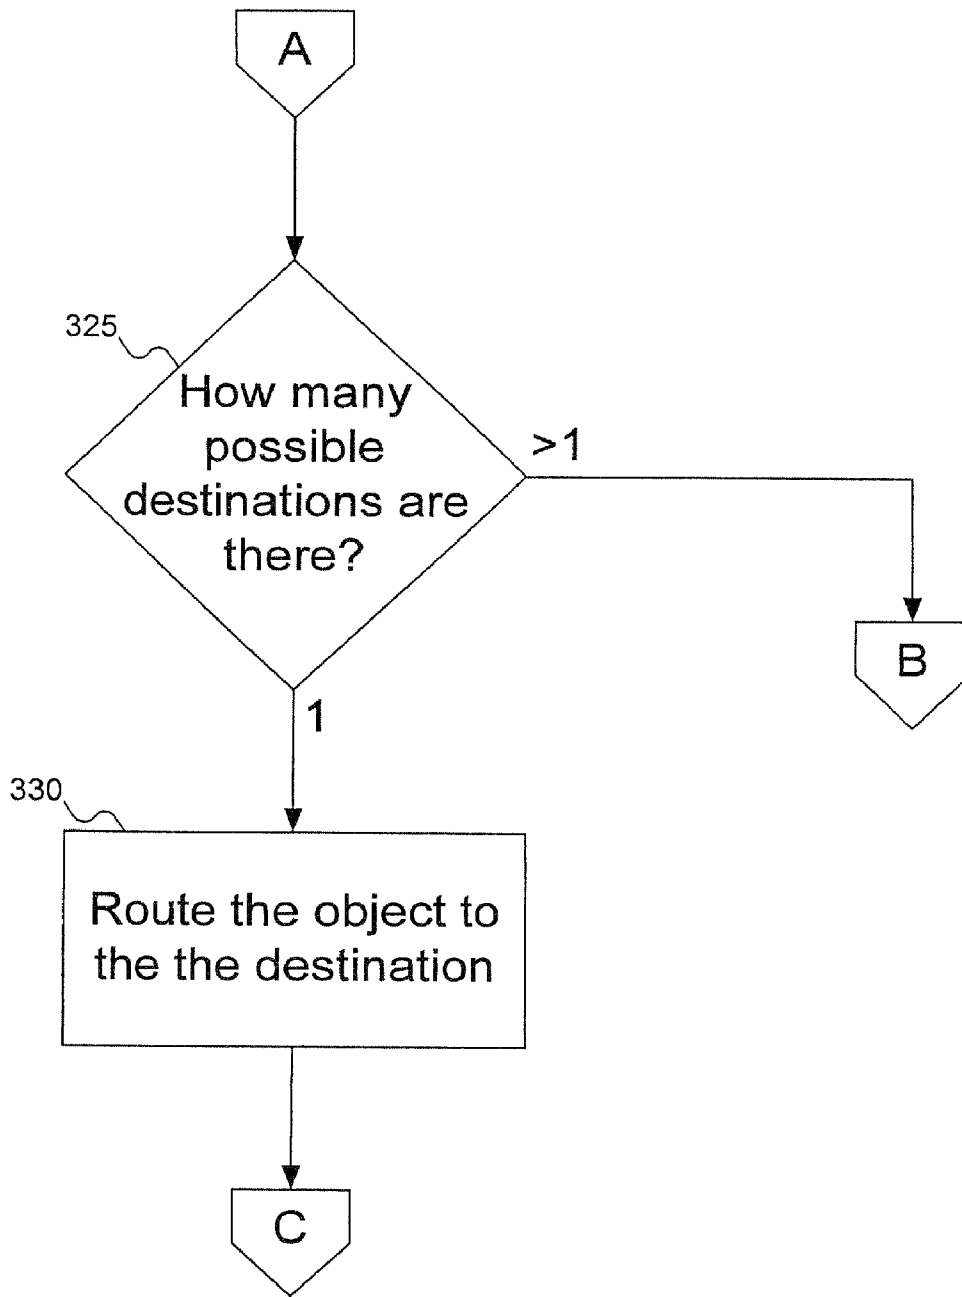 A
325
How many
possible
destinations are
there?
>1
B
1
330
Route the object to
the the destination
C